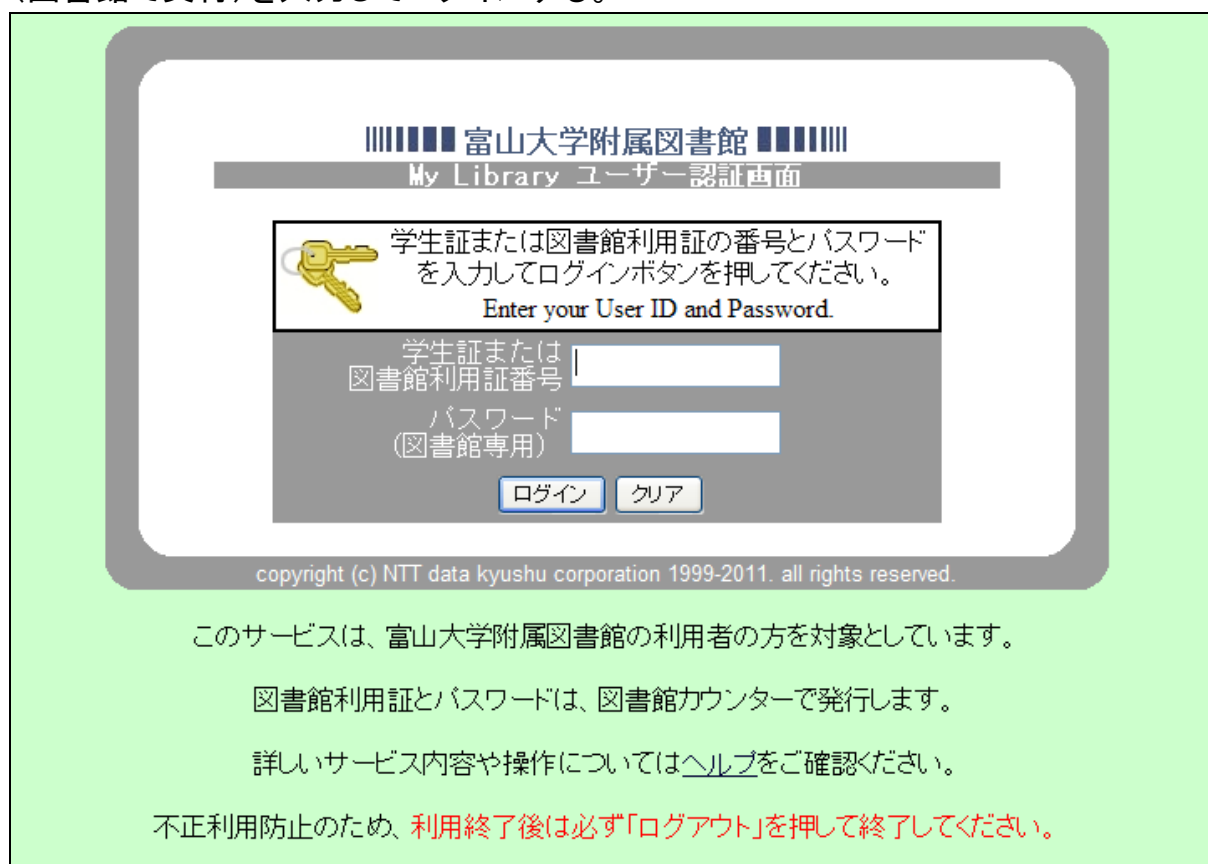 富山大学附属図書館
My Library ユーザー認証画面
学生証または図書館利用証の番号とパスワード
を入力してログインボタンを押してください。
Enter your User ID and Password.
学生証または
図書館利用証番号
パスワード
(図書館専用)
ログイン クリア
copyright (c) NTT data kyushu corporation 1999-2011. all rights reserved.
このサービスは、富山大学附属図書館の利用者の方を対象としています。
図書館利用証とパスワードは、図書館カウンターで発行します。
詳しいサービス内容や操作についてはヘルプをご確認ください。
不正利用防止のため、利用終了後は必ず「ログアウト」を押して終了してください。